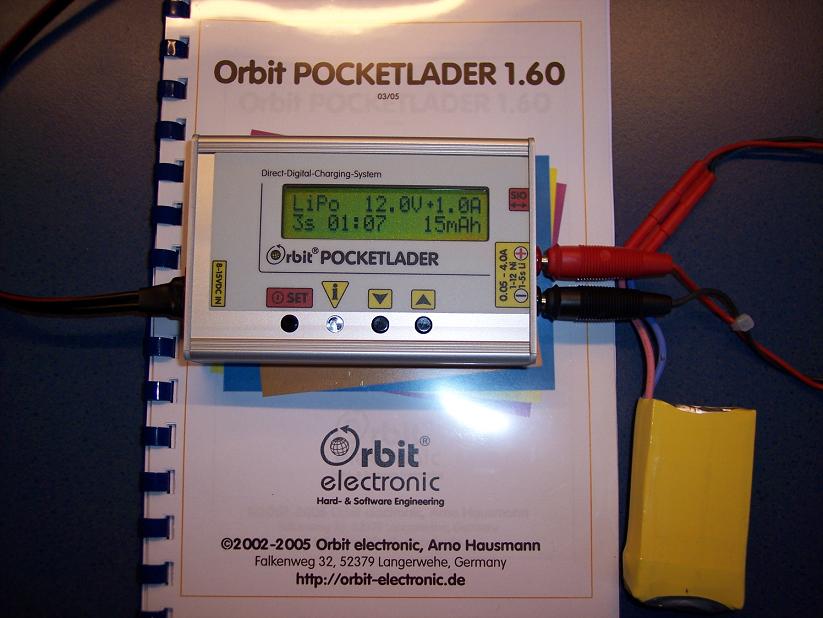 Orbit POCKETLADER 1.60
03/05
Direct-Digital-Charging-System
LiPo 12.0V+1.0A
3s 01:07 15mAh
SIO
Orbit® POCKETLADER
8-15VDC IN
SET
i
0.05 - 4.0A
1-12 Ni
1-5s Li
Orbit®
electronic
Hard- & Software Engineering
©2002-2005 Orbit electronic, Arno Hausmann
Falkenweg 32, 52379 Langerwehe, Germany
http://orbit-electronic.de